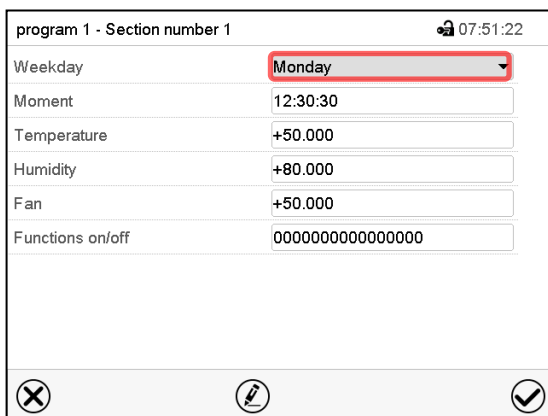 program 1 - Section number 1 07:51:22
Weekday Monday
Moment 12:30:30
Temperature +50.000
Humidity +80.000
Fan +50.000
Functions on/off 0000000000000000